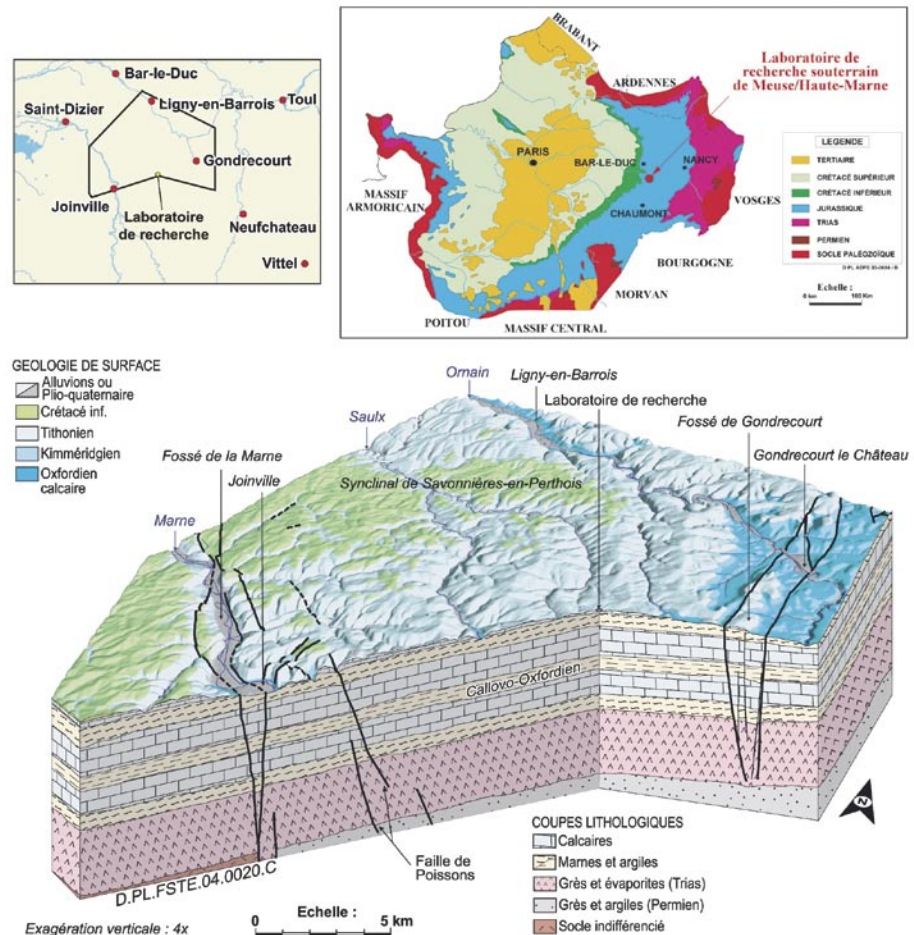 Bar-le-Duc
Saint-Dizier
Ligny-en-Barrois
Toul
Gondrecourt
Joinville
Laboratoire
de recherche
Neufchateau
Vittel
BRABANT
ARDENNES
Laboratoire de
recherche souterrain
de Meuse/Haute-Marne
PARIS
BAR-LE-DUC
NANCY
MASSIF
ARMORICAIN
CHAUMONT
VOSGES
BOURGOGNE
MORVAN
POITOU
MASSIF CENTRAL
LEGENDE
TERTIAIRE
CRÉTACÉ SUPÉRIEUR
CRÉTACÉ INFÉRIEUR
JURASSIQUE
TRIAS
PERMIEN
SOCLE PALÉOZOÏQUE
Echelle :
0 km 100 Km
GEOLOGIE DE SURFACE
Alluvions ou
Plio-quaternaire
Crétacé inf.
Tithonien
Kimméridgien
Oxfordien
calcaire
Ornain
Ligny-en-Barrois
Laboratoire de recherche
Saulx
Fossé de Gondrecourt
Fossé de la Marne
Gondrecourt le Château
Joinville
Synclinal de Savonnières-en-Perthois
Marne
Callovo-Oxfordien
N
Faille de
Poissons
D.PL.FSTE.04.0020.C
Exagération verticale : 4x
Echelle :
0 5 km
COUPES LITHOLOGIQUES
Calcaires
Marnes et argiles
Grès et évaporites (Trias)
Grès et argiles (Permien)
Socle indifférencié